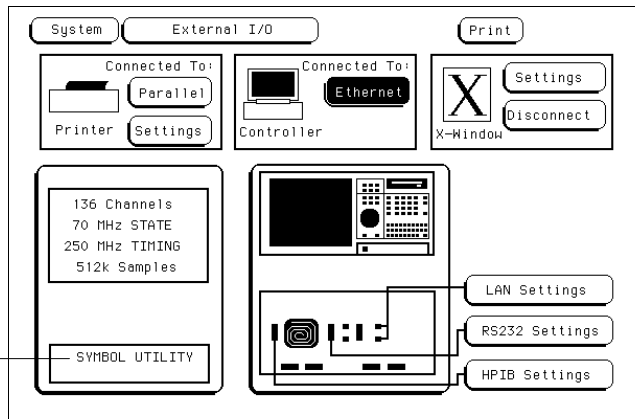 System
External I/O
Print
Connected To:
Parallel
Printer
Settings
Connected To:
Ethernet
Controller
X
X-Window
Settings
Disconnect
136 Channels
70 MHz STATE
250 MHz TIMING
512k Samples
SYMBOL UTILITY
LAN Settings
RS232 Settings
HPIB Settings